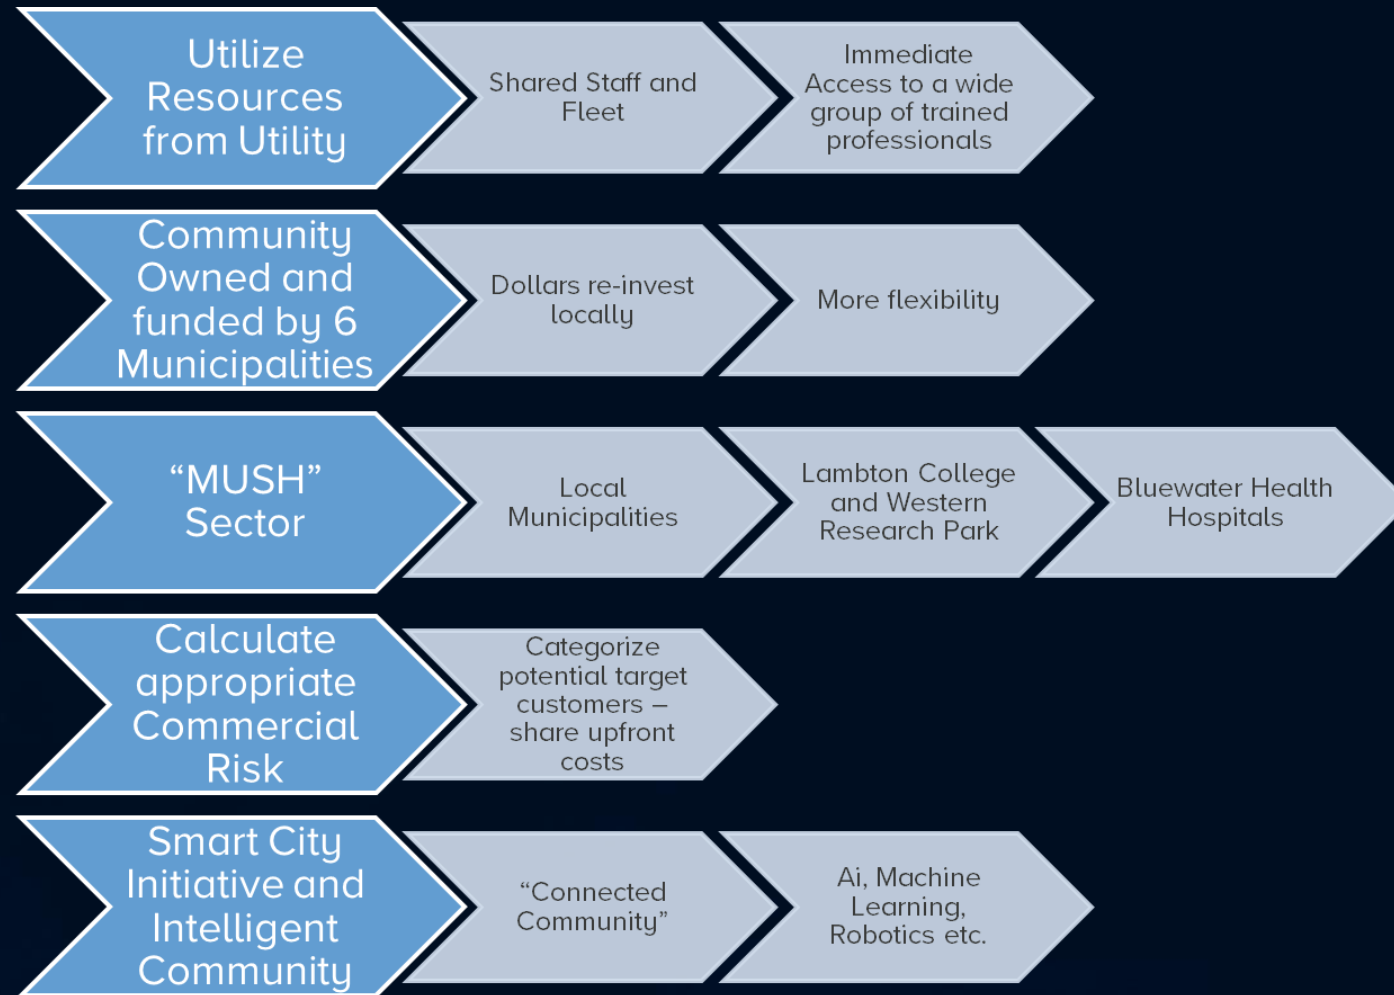 Utilize
Resources
from Utility
Shared Staff and
Fleet
Immediate
Access to a wide
group of trained
professionals
Community
Owned and
funded by 6
Municipalities
Dollars re-invest
locally
More flexibility
“MUSH”
Sector
Local
Municipalities
Lambton College
and Western
Research Park
Bluewater Health
Hospitals
Calculate
appropriate
Commercial
Risk
Categorize
potential target
customers –
share upfront
costs
Smart City
Initiative and
Intelligent
Community
“Connected
Community”
Ai, Machine
Learning,
Robotics etc.